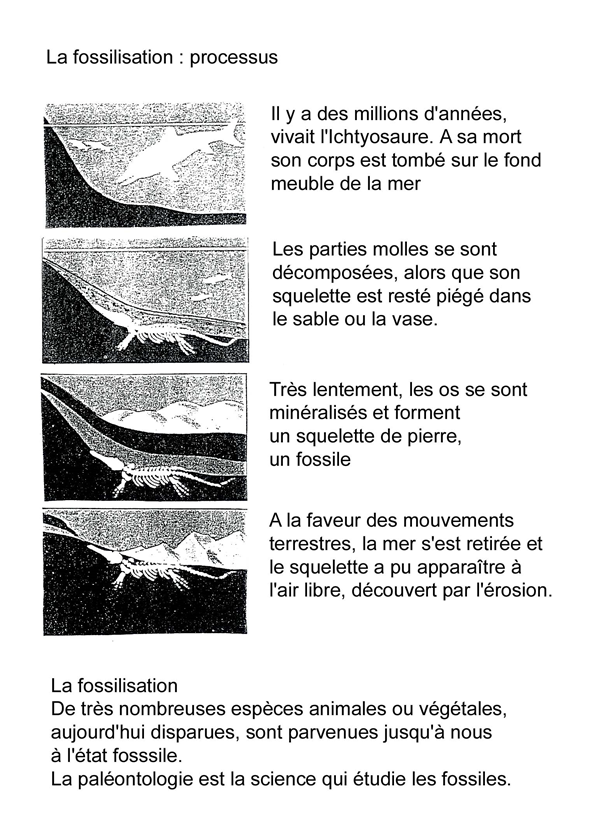 La fossilisation : processus
Il y a des millions d'années,
vivait l'Ichtyosaure. A sa mort
son corps est tombé sur le fond
meuble de la mer
Les parties molles se sont
décomposées, alors que son
squelette est resté piégé dans
le sable ou la vase.
Très lentement, les os se sont
minéralisés et forment
un squelette de pierre,
un fossile
A la faveur des mouvements
terrestres, la mer s'est retirée et
le squelette a pu apparaître à
l'air libre, découvert par l'érosion.
La fossilisation
De très nombreuses espèces animales ou végétales,
aujourd'hui disparues, sont parvenues jusqu'à nous
à l'état fosssile.
La paléontologie est la science qui étudie les fossiles.